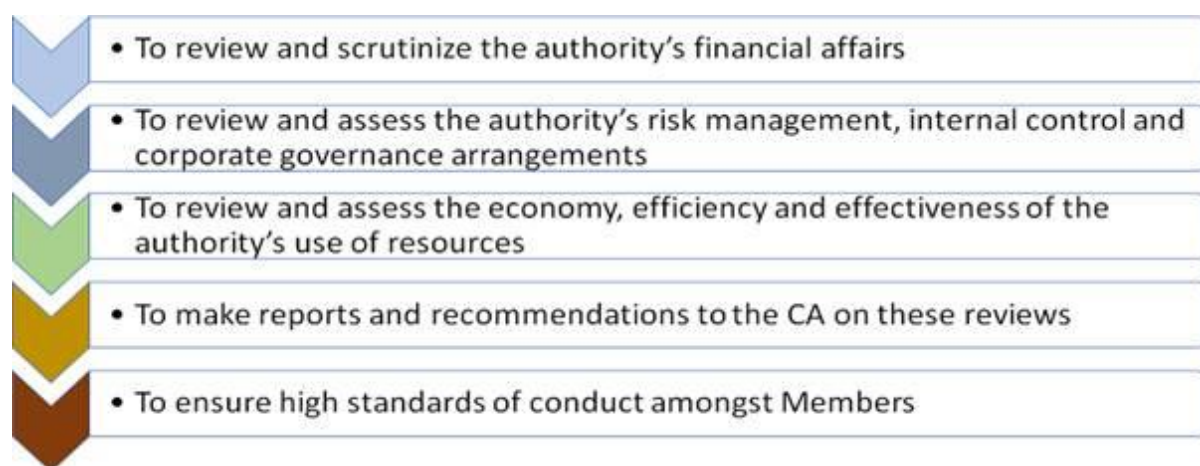 • To review and scrutinize the authority’s financial affairs
• To review and assess the authority’s risk management, internal control and
corporate governance arrangements
• To review and assess the economy, efficiency and effectiveness of the
authority’s use of resources
• To make reports and recommendations to the CA on these reviews
• To ensure high standards of conduct amongst Members